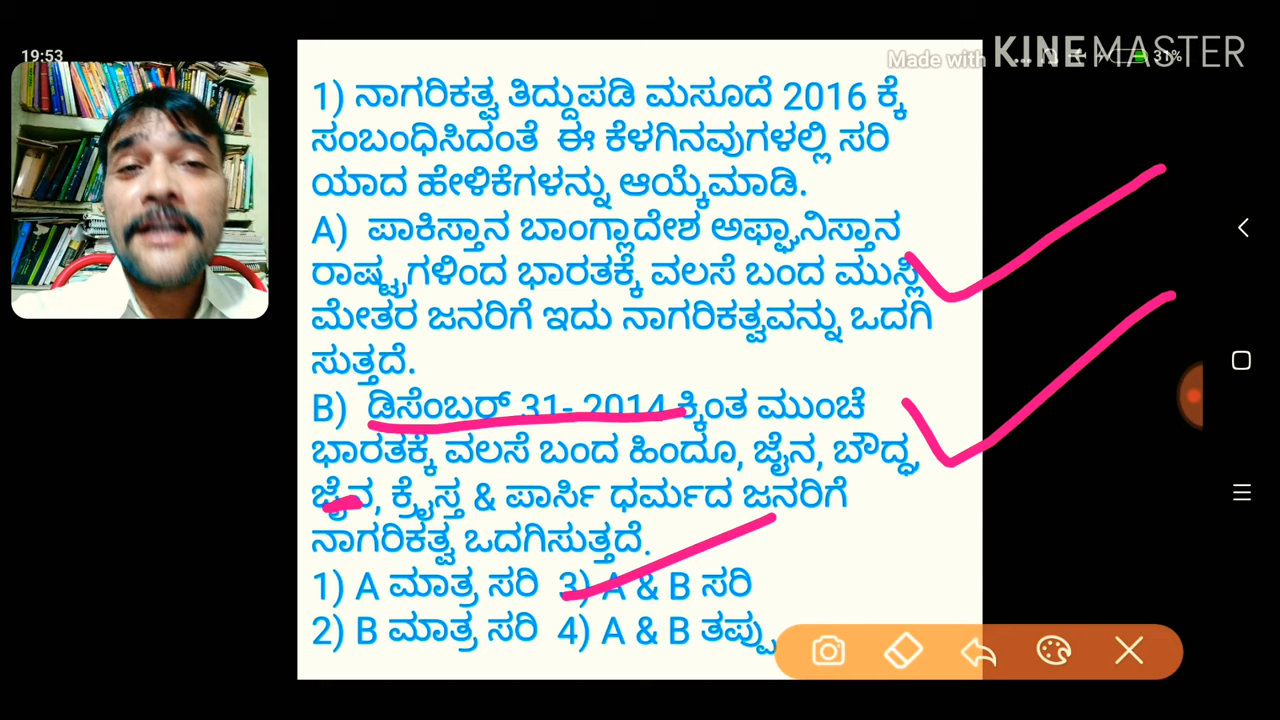 19:53
Made with KINEMASTER
31%
1) ನಾಗರಿಕತ್ವ ತಿದ್ದುಪಡಿ ಮಸೂದೆ 2016 ಕ್ಕೆ
ಸಂಬಂಧಿಸಿದಂತೆ ಈ ಕೆಳಗಿನವುಗಳಲ್ಲಿ ಸರಿ
ಯಾದ ಹೇಳಿಕೆಗಳನ್ನು ಆಯ್ಕೆಮಾಡಿ.
A) ಪಾಕಿಸ್ತಾನ ಬಾಂಗ್ಲಾದೇಶ ಅಫ್ಘಾನಿಸ್ತಾನ
ರಾಷ್ಟ್ರಗಳಿಂದ ಭಾರತಕ್ಕೆ ವಲಸೆ ಬಂದ ಮುಸ್ಲಿ
ಮೇತರ ಜನರಿಗೆ ಇದು ನಾಗರಿಕತ್ವವನ್ನು ಒದಗಿ
ಸುತ್ತದೆ.
B) ಡಿಸೆಂಬರ್ 31- 2014 ಕ್ಕಿಂತ ಮುಂಚೆ
ಭಾರತಕ್ಕೆ ವಲಸೆ ಬಂದ ಹಿಂದೂ, ಜೈನ, ಬೌದ್ಧ,
ಜೈನ, ಕ್ರೈಸ್ತ & ಪಾರ್ಸಿ ಧರ್ಮದ ಜನರಿಗೆ
ನಾಗರಿಕತ್ವ ಒದಗಿಸುತ್ತದೆ.
1) A ಮಾತ್ರ ಸರಿ 3) A & B ಸರಿ
2) B ಮಾತ್ರ ಸರಿ 4) A & B ತಪ್ಪು